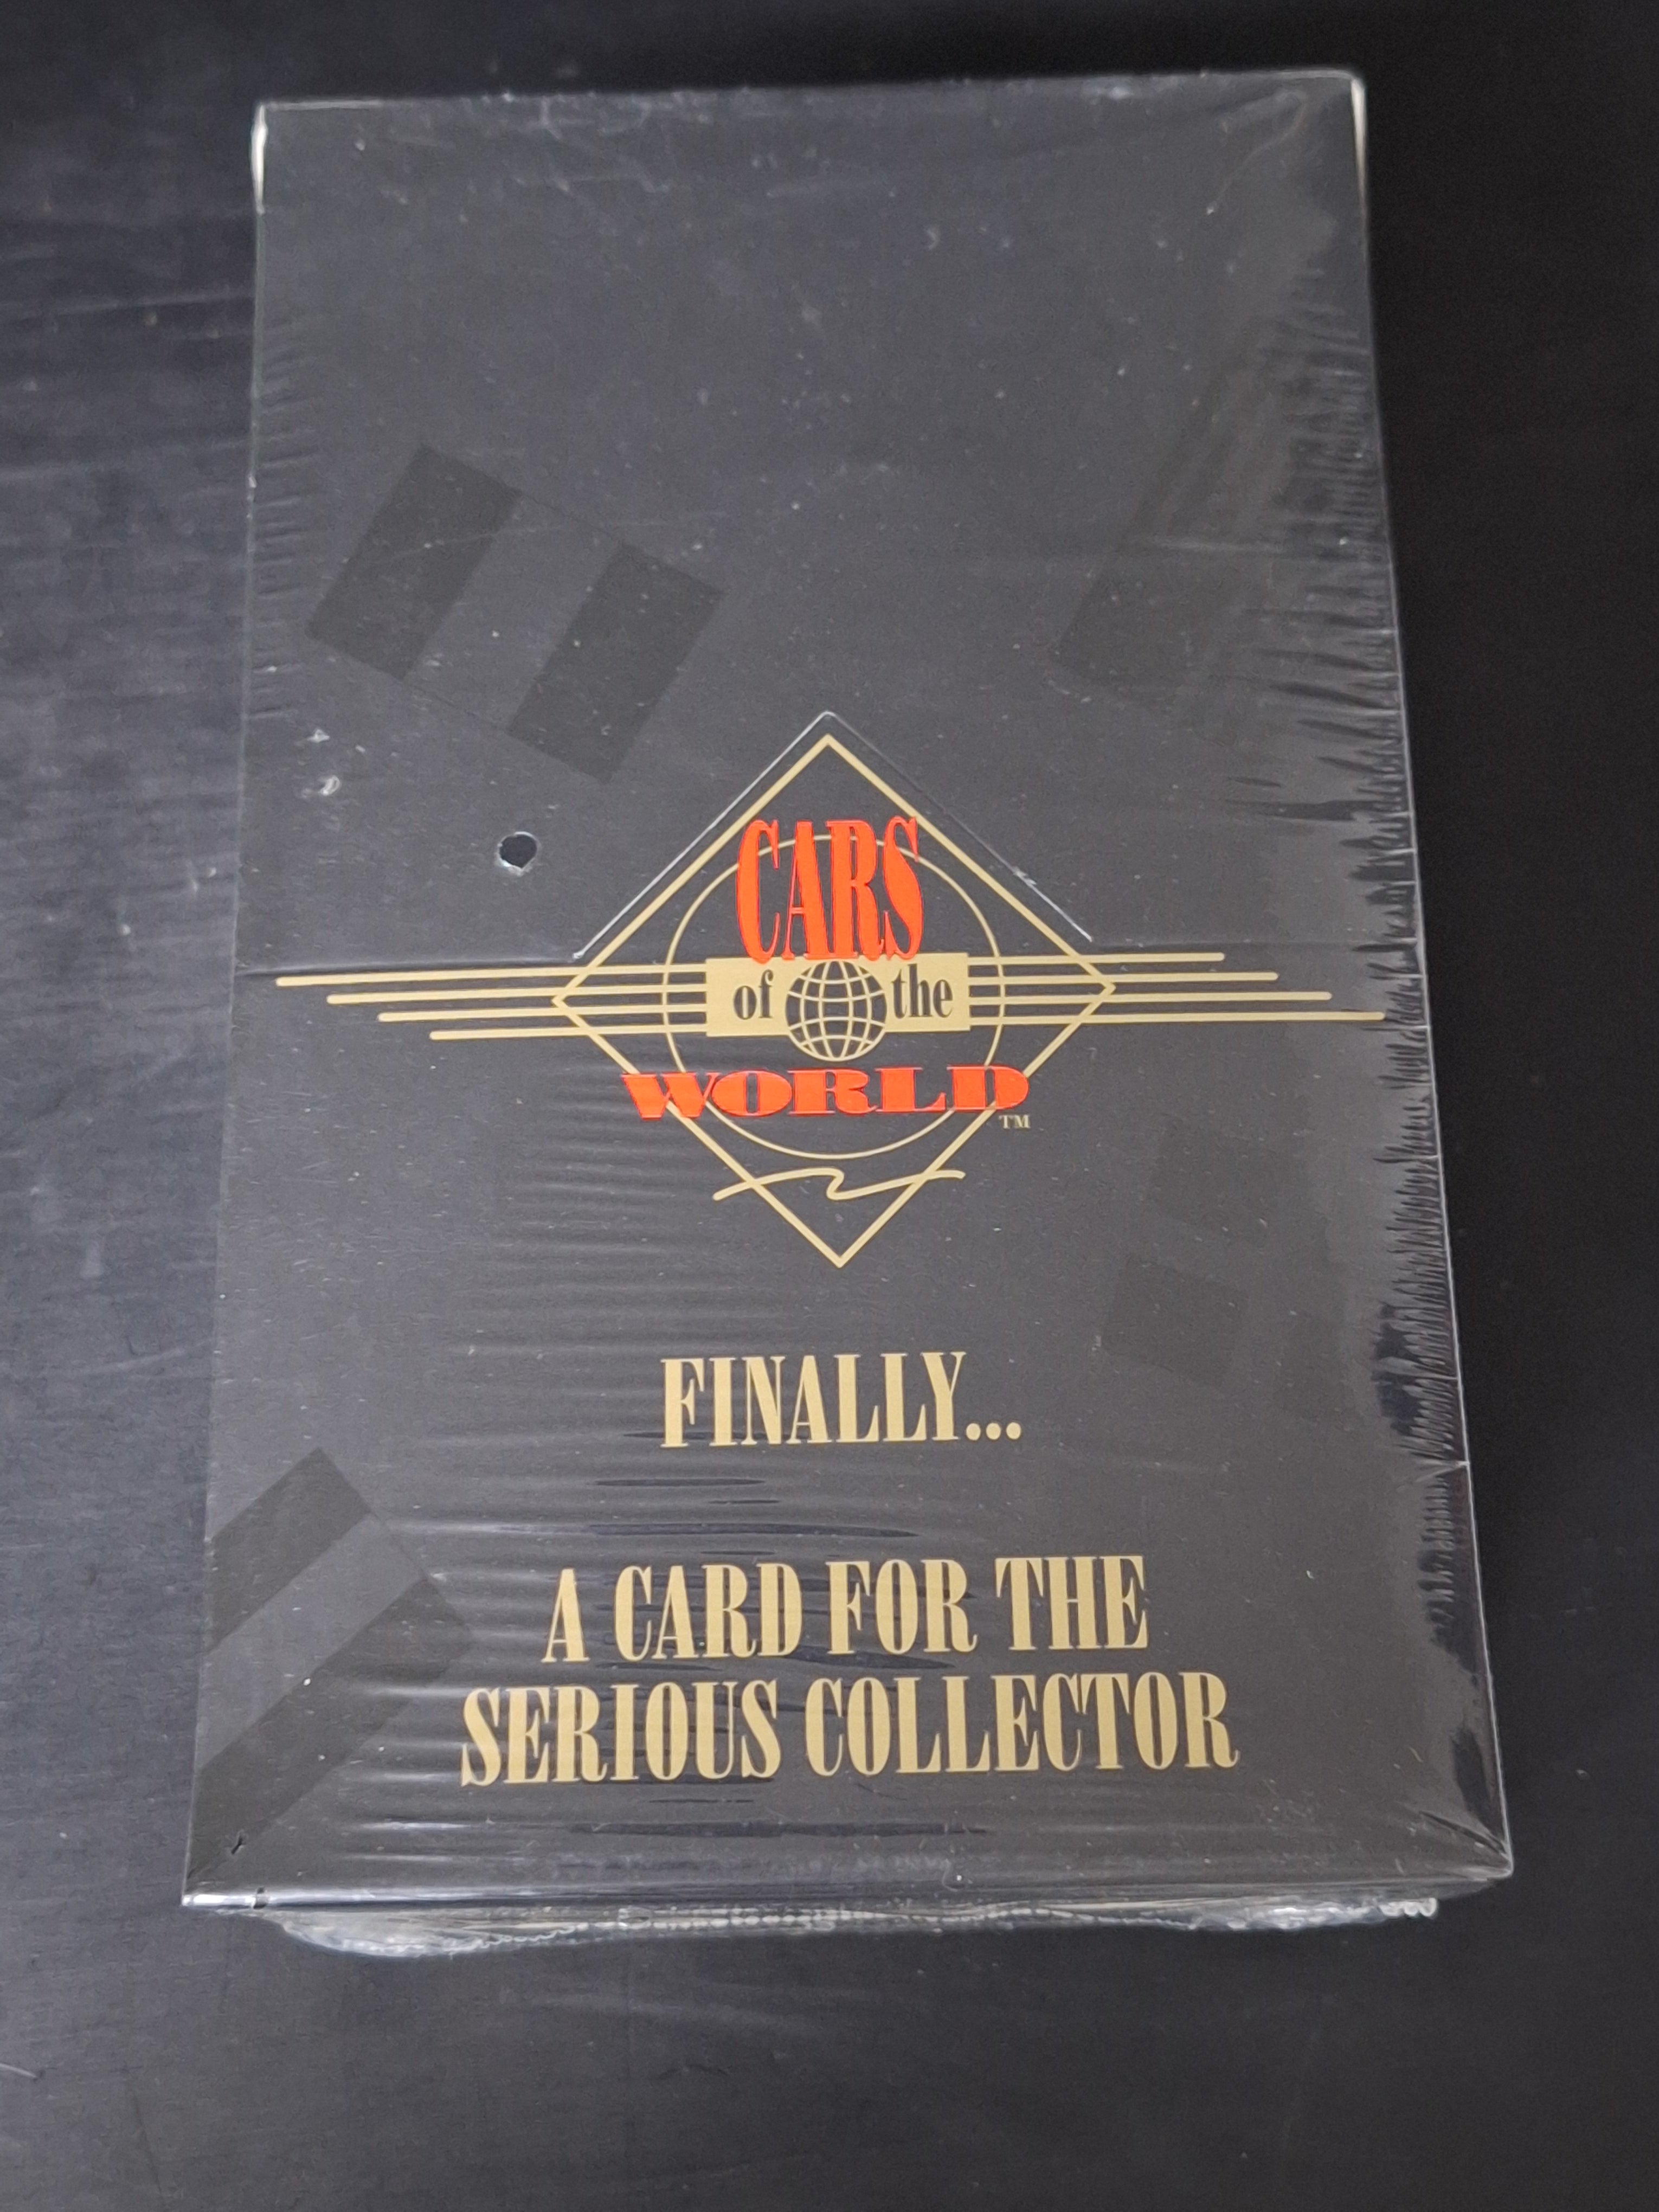 CARS
of the
WORLD
TM
FINALLY...
A CARD FOR THE
SERIOUS COLLECTOR